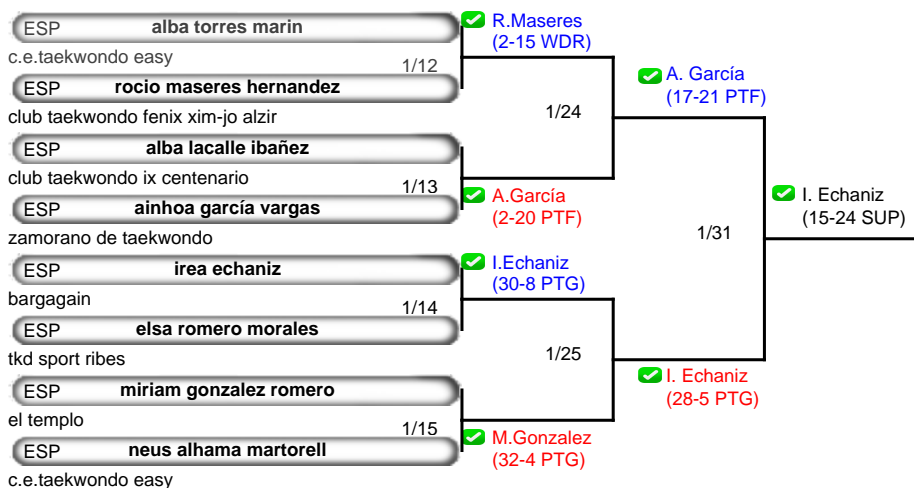 ESP alba torres marin
c.e.taekwondo easy
1/12
ESP rocio maseres hernandez
club taekwondo fenix xim-jo alzir
R.Maseres
(2-15 WDR)
1/24
ESP alba lacalle ibañez
club taekwondo ix centenario
1/13
ESP ainhoa garcía vargas
zamorano de taekwondo
A.García
(2-20 PTF)
A. García
(17-21 PTF)
1/31
I. Echaniz
(15-24 SUP)
ESP irea echaniz
bargagain
1/14
ESP elsa romero morales
tkd sport ribes
I.Echaniz
(30-8 PTG)
1/25
ESP miriam gonzalez romero
el templo
1/15
ESP neus alhama martorell
c.e.taekwondo easy
M.Gonzalez
(32-4 PTG)
I. Echaniz
(28-5 PTG)